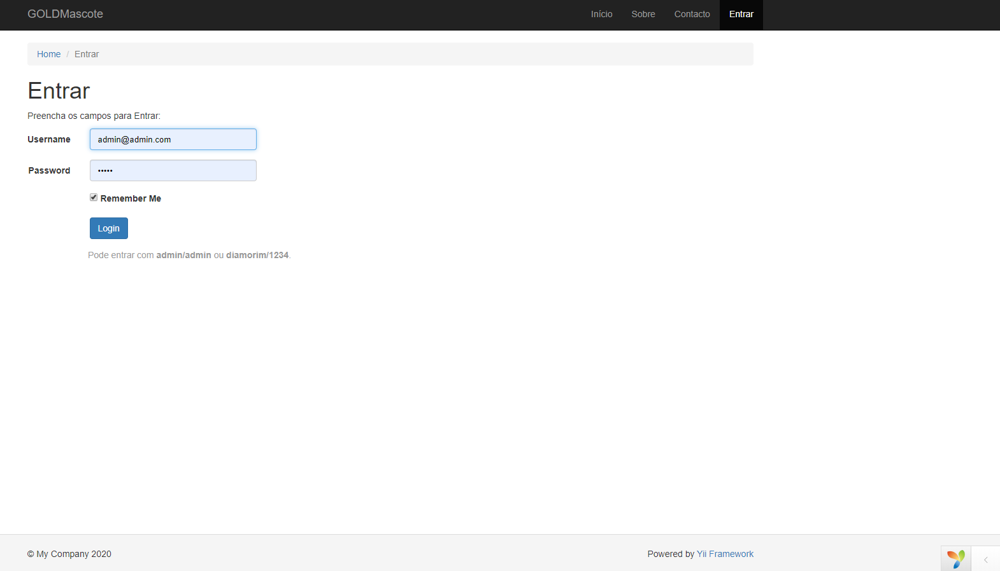 GOLDMascote Início Sobre Contacto Entrar
Home / Entrar
Entrar
Preencha os campos para Entrar:
Username admin@admin.com
Password •••••
Remember Me
Login
Pode entrar com admin/admin ou diamorim/1234.
© My Company 2020 Powered by Yii Framework